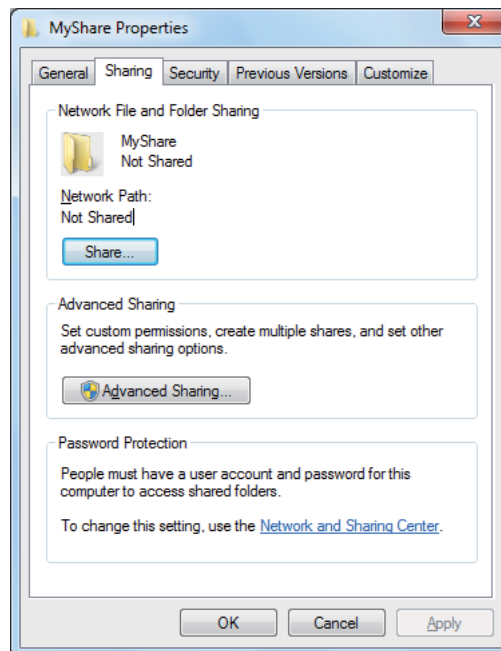 MyShare Properties
General Sharing Security Previous Versions Customize
Network File and Folder Sharing
MyShare
Not Shared
Network Path:
Not Shared
Share...
Advanced Sharing
Set custom permissions, create multiple shares, and set other
advanced sharing options.
Advanced Sharing...
Password Protection
People must have a user account and password for this
computer to access shared folders.
To change this setting, use the Network and Sharing Center.
OK Cancel Apply